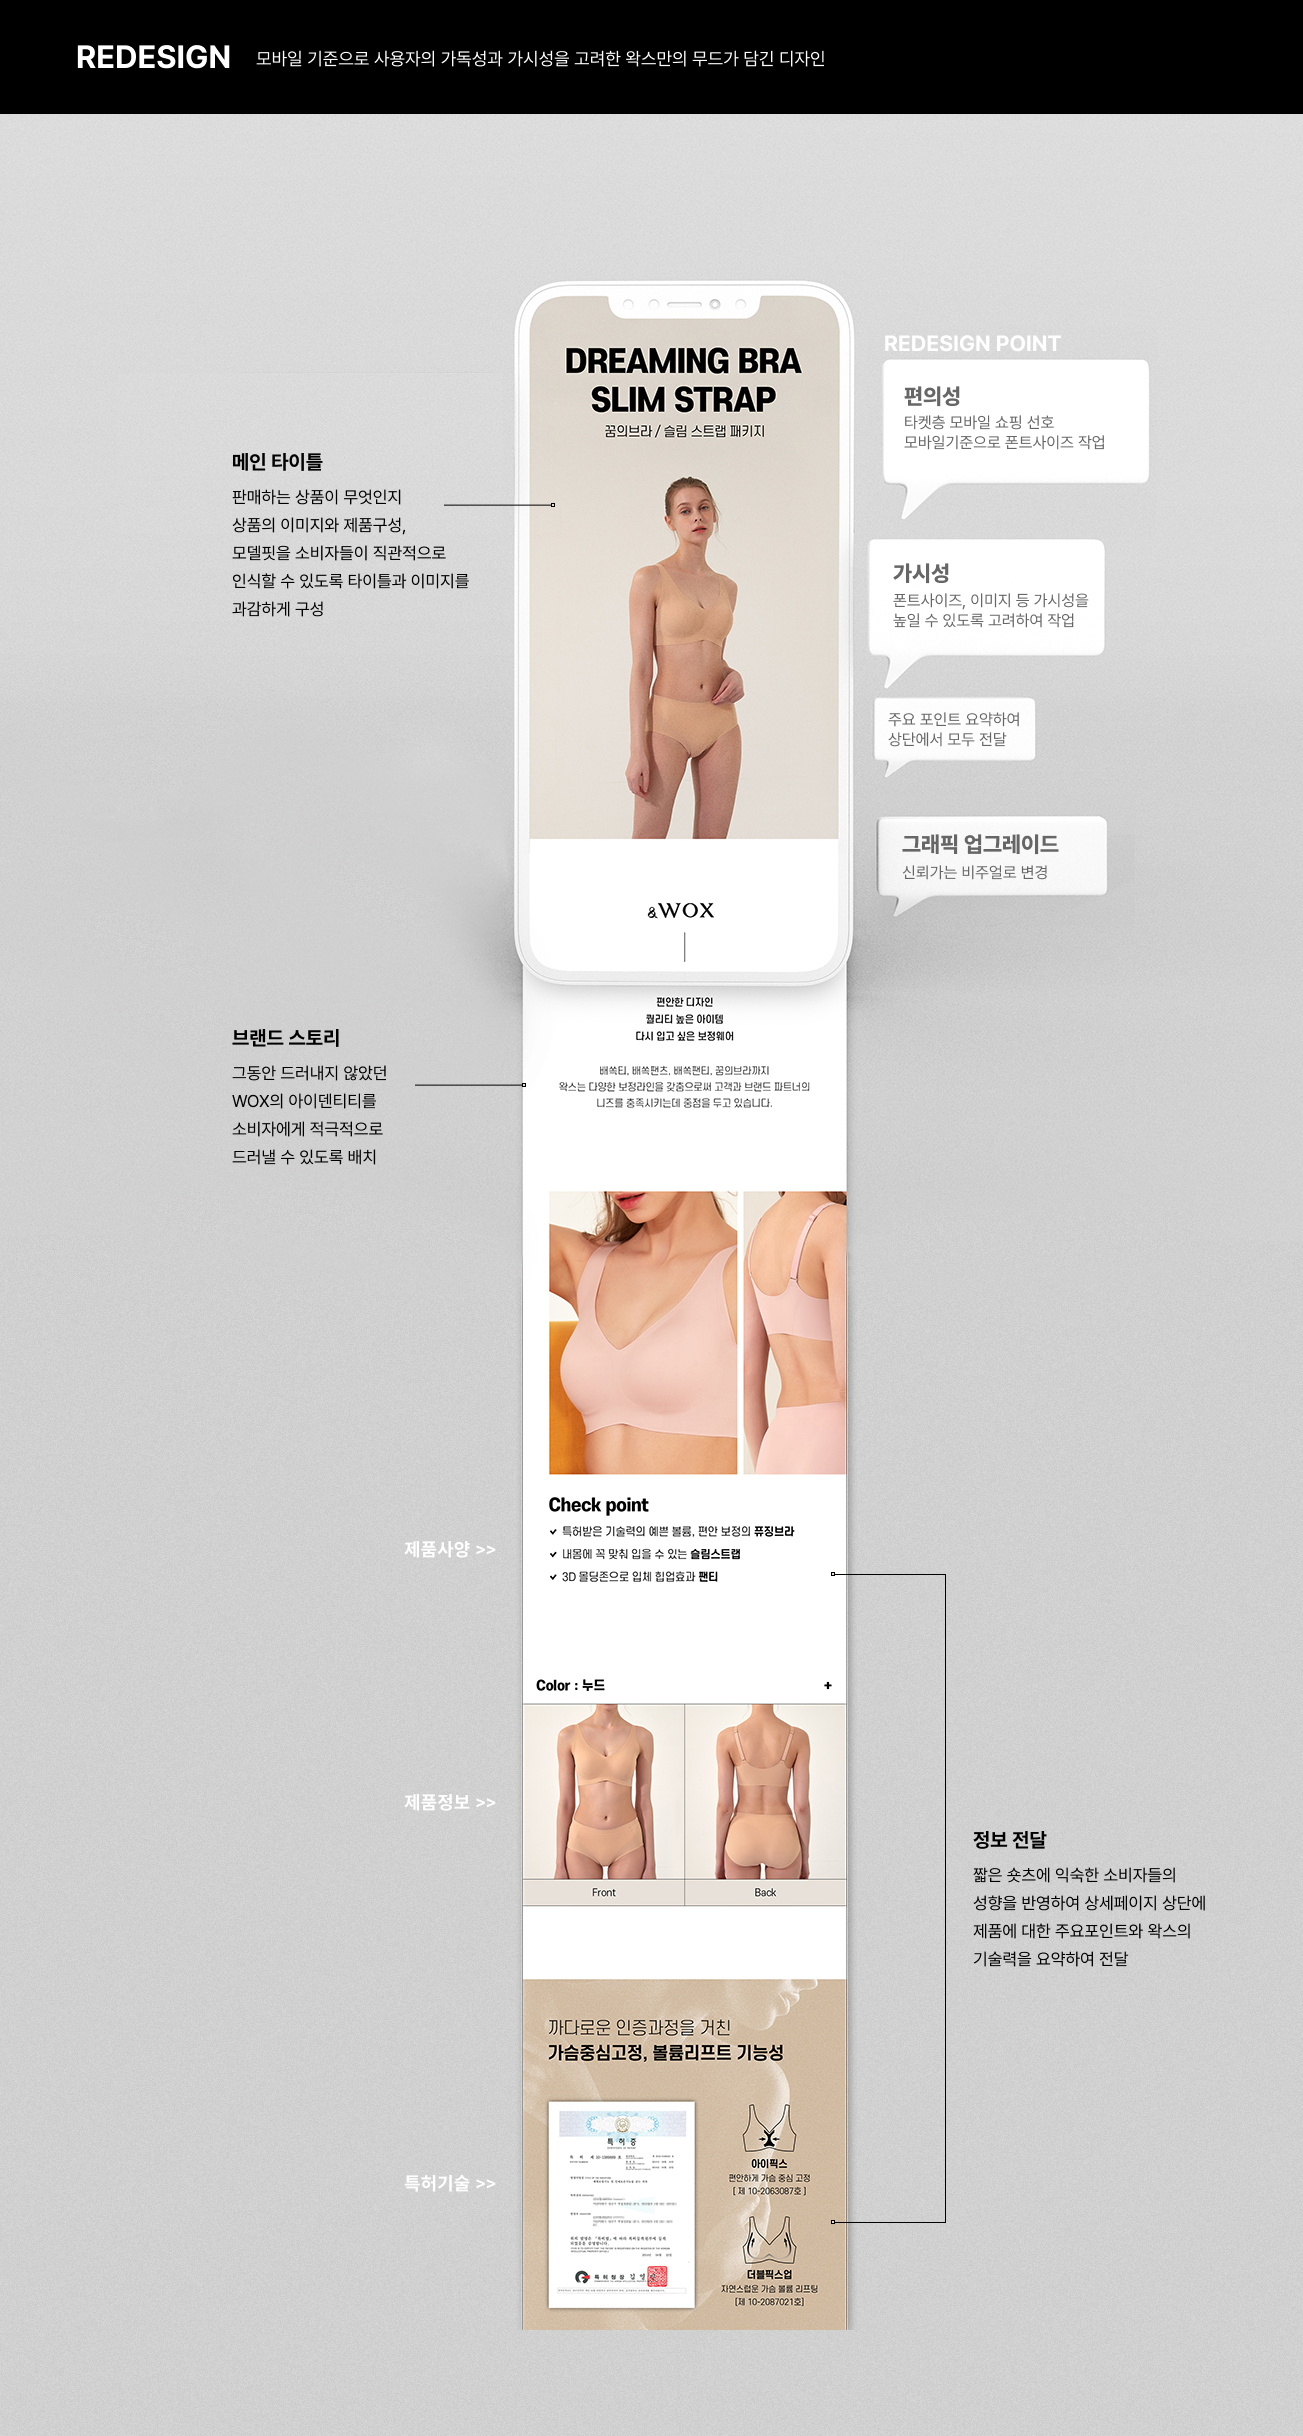 REDESIGN
모바일 기준으로 사용자의 가독성과 가시성을 고려한 왁스만의 무드가 담긴 디자인
DREAMING BRA
SLIM STRAP
꿈의브라 / 슬림 스트랩 패키지
REDESIGN POINT
편의성
타켓층 모바일 쇼핑 선호
모바일기준으로 폰트사이즈 작업
가시성
폰트사이즈, 이미지 등 가시성을
높일 수 있도록 고려하여 작업
주요 포인트 요약하여
상단에서 모두 전달
그래픽 업그레이드
신뢰가는 비주얼로 변경
메인 타이틀
판매하는 상품이 무엇인지
상품의 이미지와 제품구성,
모델핏을 소비자들이 직관적으로
인식할 수 있도록 타이틀과 이미지를
과감하게 구성
&WOX
편안한 디자인
퀄리티 높은 아이템
다시 입고 싶은 보정웨어
배쏙티, 배쏙팬츠, 배쏙팬티, 꿈의브라까지
왁스는 다양한 보정라인을 갖춤으로써 고객과 브랜드 파트너의
니즈를 충족시키는데 중점을 두고 있습니다.
브랜드 스토리
그동안 드러내지 않았던
WOX의 아이덴티티를
소비자에게 적극적으로
드러낼 수 있도록 배치
Check point
특허받은 기술력의 예쁜 볼륨, 편안 보정의 퓨징브라
내몸에 꼭 맞춰 입을 수 있는 슬림스트랩
3D 몰딩존으로 입체 힙업효과 팬티
제품사양 >>
Color : 누드 +
제품정보 >>
Front
Back
정보 전달
짧은 숏츠에 익숙한 소비자들의
성향을 반영하여 상세페이지 상단에
제품에 대한 주요포인트와 왁스의
기술력을 요약하여 전달
까다로운 인증과정을 거친
가슴중심고정, 볼륨리프트 기능성
특허증
아이픽스
편안하게 가슴 중심 고정
[ 제 10-2063087호 ]
특허기술 >>
더블픽스업
자연스럽운 가슴 볼륨 리프팅
[제 10-2087021호]
특허청장